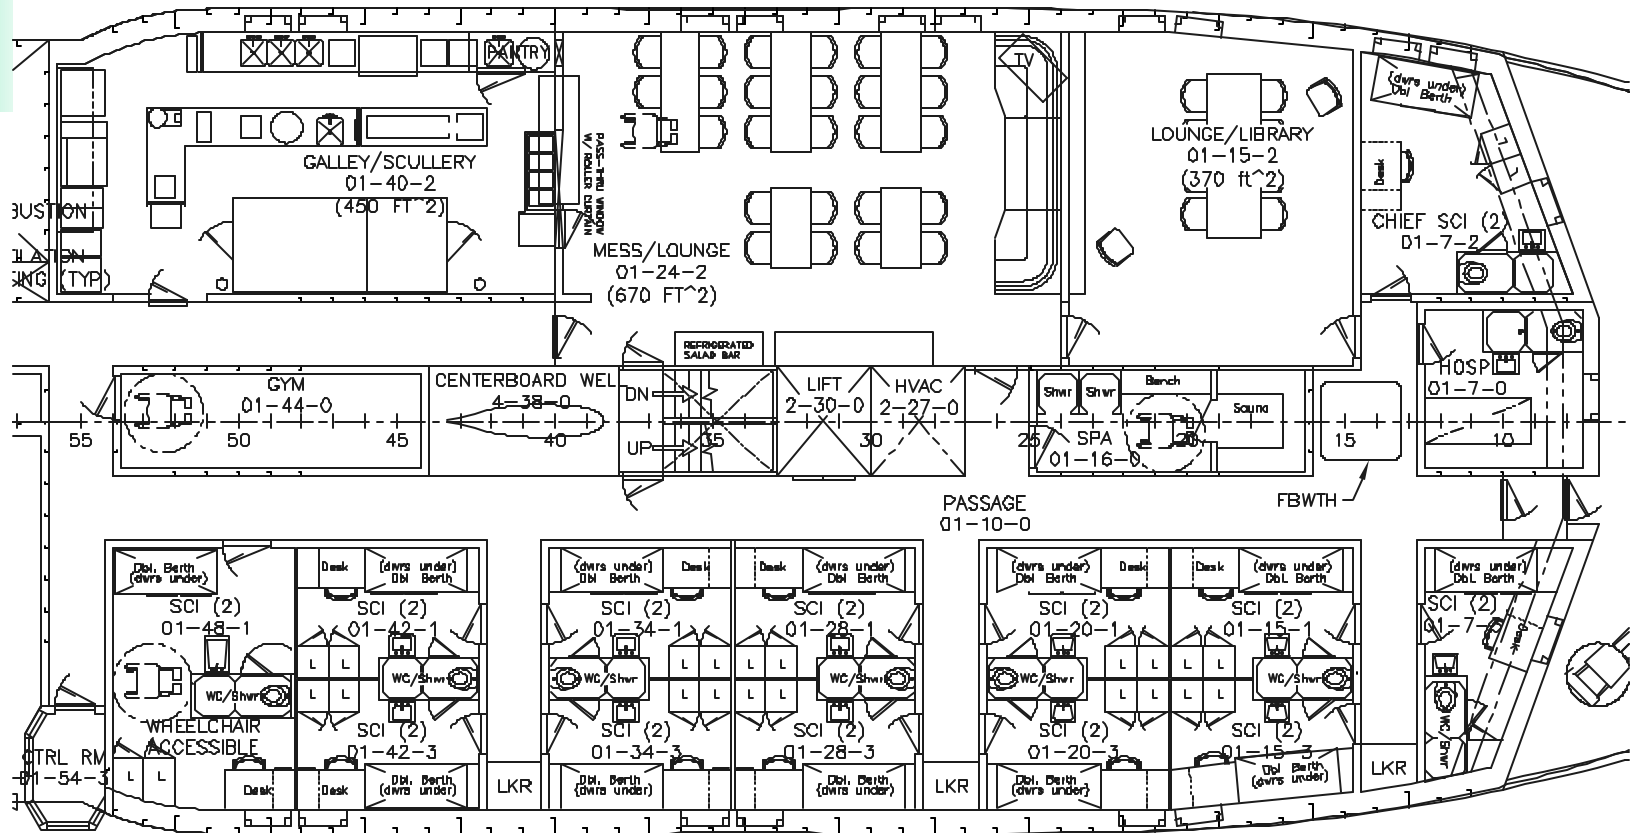 PANTRY
TV
(dwrs under)
Dbl Berth
PASS-THRU WINDOW
W/ ROLLER CURTAIN
GALLEY/SCULLERY
01-40-2
(450 FT^2)
LOUNGE/LIBRARY
01-15-2
(370 ft^2)
Desk
BUSTION
LATION
SING (TYP)
CHIEF SCI (2)
01-7-2
MESS/LOUNGE
01-24-2
(670 FT^2)
REFRIGERATED
SALAD BAR
HOSP
01-7-0
GYM
01-44-0
CENTERBOARD WEL
4-38-0
DN
UP
LIFT
2-30-0
HVAC
2-27-0
Shwr
Shwr
Bench
Sauna
SPA
01-16-0
55
50
45
40
35
30
25
20
15
10
FBWTH
PASSAGE
01-10-0
Dbl. Berth
(dwrs under)
Desk
(dwrs under)
Dbl Berth
(dwrs under)
Dbl Berth
Desk
(dwrs under)
Dbl Berth
(dwrs under)
Dbl Berth
Desk
(dwrs under)
Dbl Berth
(dwrs under)
Dbl Berth
SCI (2)
01-48-1
SCI (2)
01-42-1
SCI (2)
01-34-1
SCI (2)
01-28-1
SCI (2)
01-20-1
SCI (2)
01-15-1
SCI (2)
Desk
L L
L L
L L L L
L L L L
L L L L
L L L L
WC/Shwr
WC/Shwr
WC/Shwr
WC/Shwr
WC/Shwr
WC/Shwr
WC/Shwr
WHEELCHAIR
ACCESSIBLE
SCI (2)
01-42-3
SCI (2)
01-34-3
SCI (2)
01-28-3
SCI (2)
01-20-3
SCI (2)
01-15-3
CTRL RM
01-54-3
L L
Desk
Desk
Dbl. Berth
(dwrs under)
LKR
Dbl. Berth
(dwrs under)
Dbl. Berth
(dwrs under)
LKR
Dbl. Berth
(dwrs under)
Dbl Berth
(dwrs under)
LKR